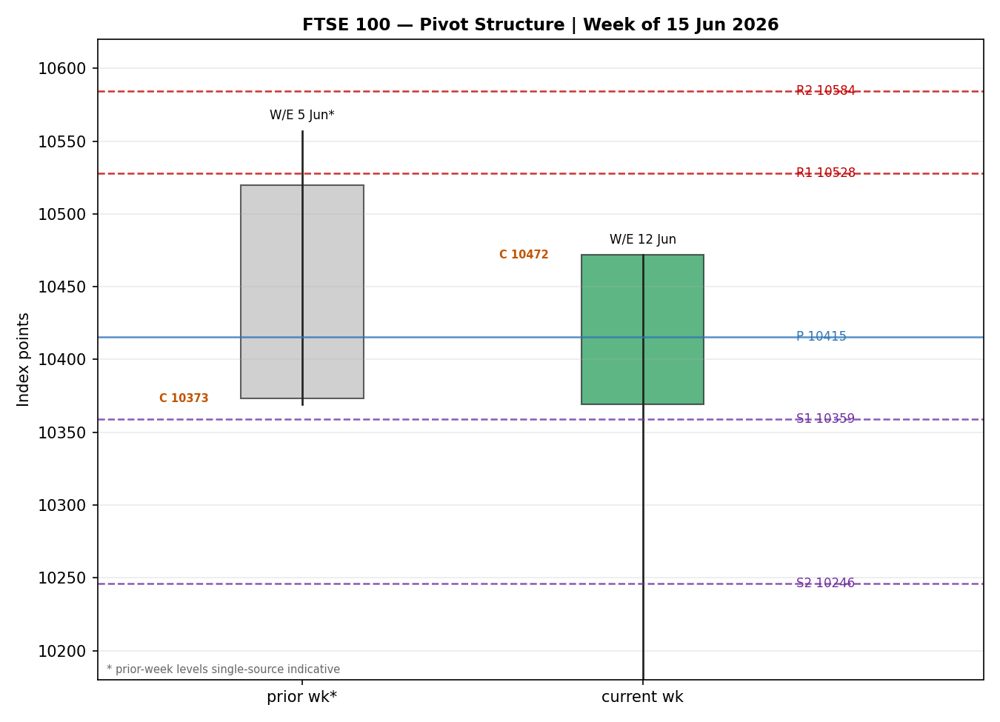 FTSE 100 — Pivot Structure | Week of 15 Jun 2026
Index points
10600
10550
10500
10450
10400
10350
10300
10250
10200
R2 10584
W/E 5 Jun*
R1 10528
W/E 12 Jun
C 10472
P 10415
C 10373
S1 10359
S2 10246
* prior-week levels single-source indicative
prior wk*
current wk